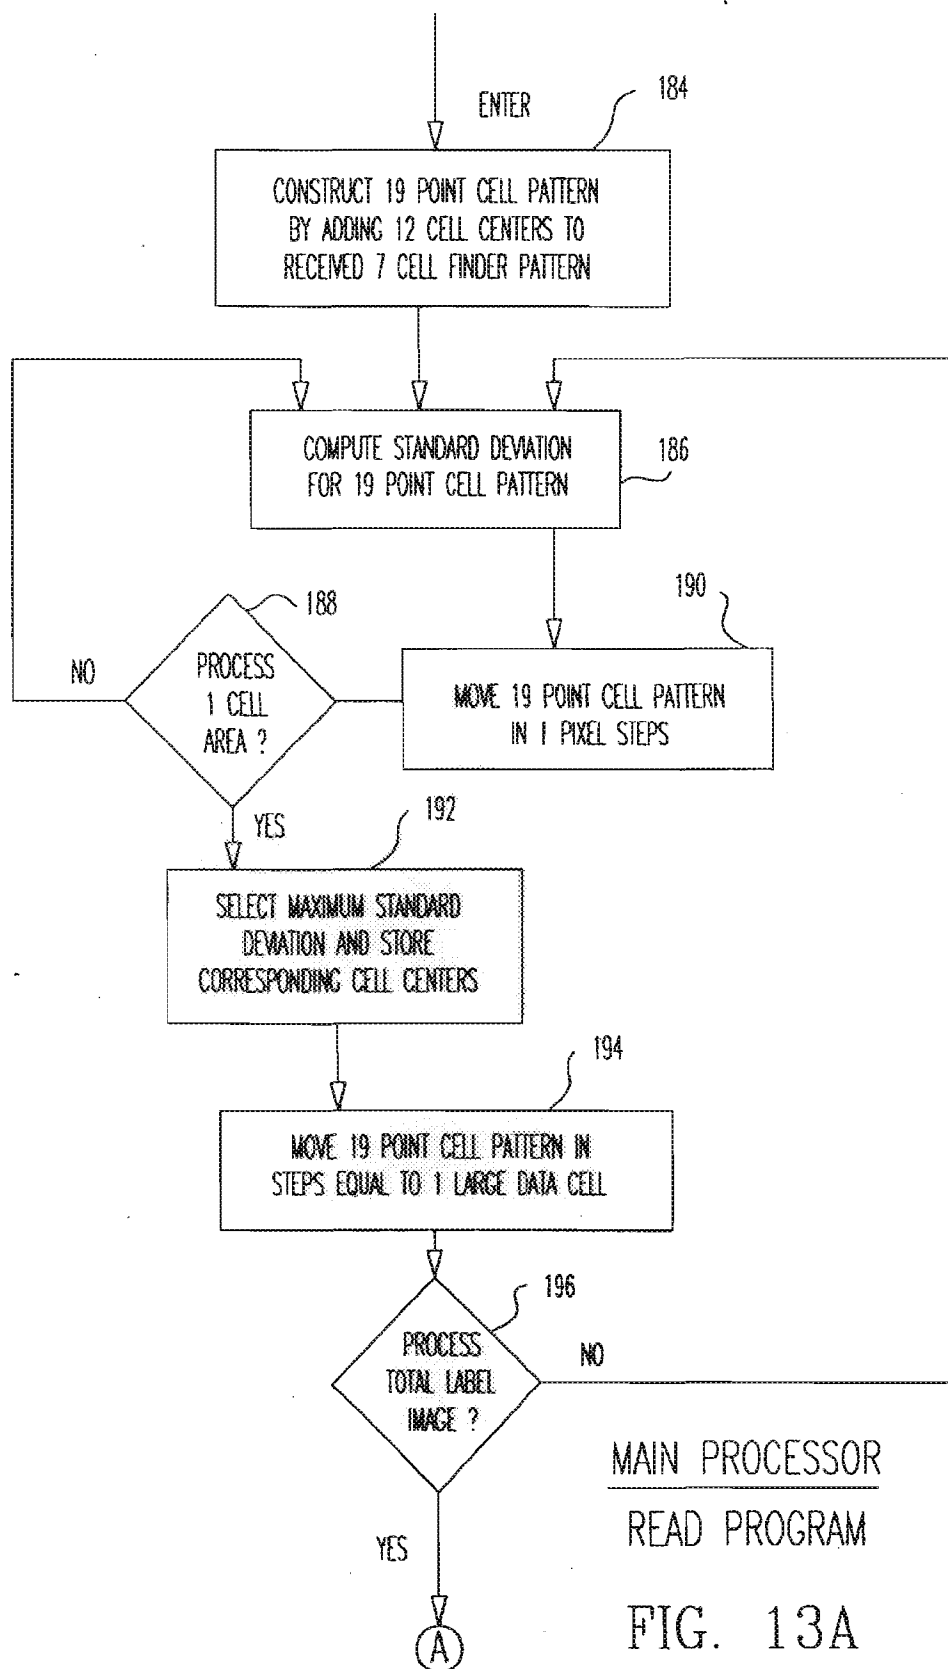 ENTER
184
CONSTRUCT 19 POINT CELL PATTERN
BY ADDING 12 CELL CENTERS TO
RECEIVED 7 CELL FINDER PATTERN
COMPUTE STANDARD DEVIATION
FOR 19 POINT CELL PATTERN
186
188
190
NO
PROCESS
1 CELL
AREA ?
MOVE 19 POINT CELL PATTERN
IN 1 PIXEL STEPS
YES
192
SELECT MAXIMUM STANDARD
DEVIATION AND STORE
CORRESPONDING CELL CENTERS
194
MOVE 19 POINT CELL PATTERN IN
STEPS EQUAL TO 1 LARGE DATA CELL
196
PROCESS
TOTAL LABEL
IMAGE ?
NO
YES
A
MAIN PROCESSOR
READ PROGRAM
FIG. 13A